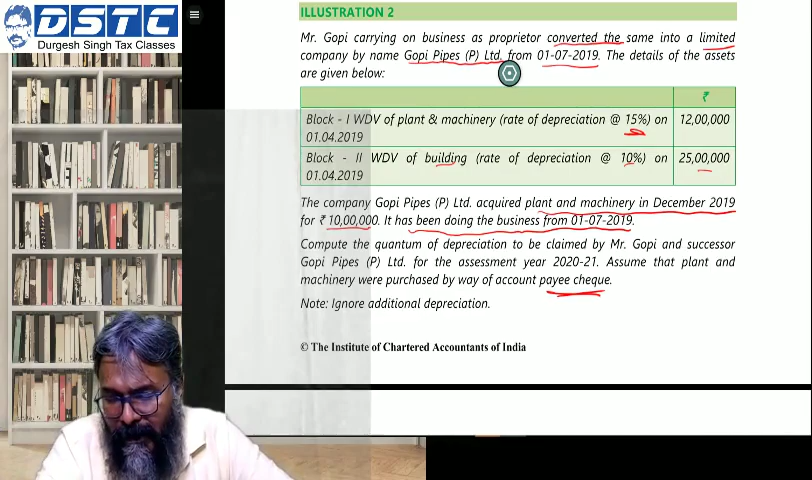 DSTC
Durgesh Singh Tax Classes
ILLUSTRATION 2
Mr. Gopi carrying on business as proprietor converted the same into a limited
company by name Gopi Pipes (P) Ltd. from 01-07-2019. The details of the assets
are given below:
₹
Block - I WDV of plant & machinery (rate of depreciation @ 15%) on 12,00,000
01.04.2019
Block - II WDV of building (rate of depreciation @ 10%) on 25,00,000
01.04.2019
The company Gopi Pipes (P) Ltd. acquired plant and machinery in December 2019
for ₹ 10,00,000. It has been doing the business from 01-07-2019.
Compute the quantum of depreciation to be claimed by Mr. Gopi and successor
Gopi Pipes (P) Ltd. for the assessment year 2020-21. Assume that plant and
machinery were purchased by way of account payee cheque.
Note: Ignore additional depreciation.
© The Institute of Chartered Accountants of India